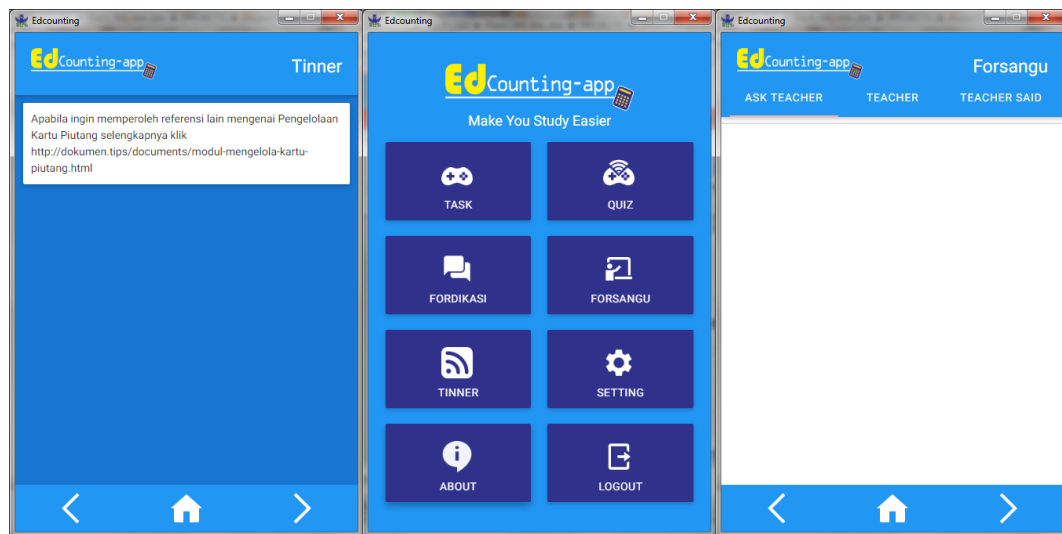 Edcounting
EdCounting-app
Tinner
Apabila ingin memperoleh referensi lain mengenai Pengelolaan
Kartu Piutang selengkapnya klik
http://dokumen.tips/documents/modul-mengelola-kartu-
piutang.html
Edcounting
EdCounting-app
Make You Study Easier
TASK
QUIZ
FORDIKASI
FORSANGU
TINNER
SETTING
ABOUT
LOGOUT
Edcounting
EdCounting-app
Forsangu
ASK TEACHER
TEACHER
TEACHER SAID